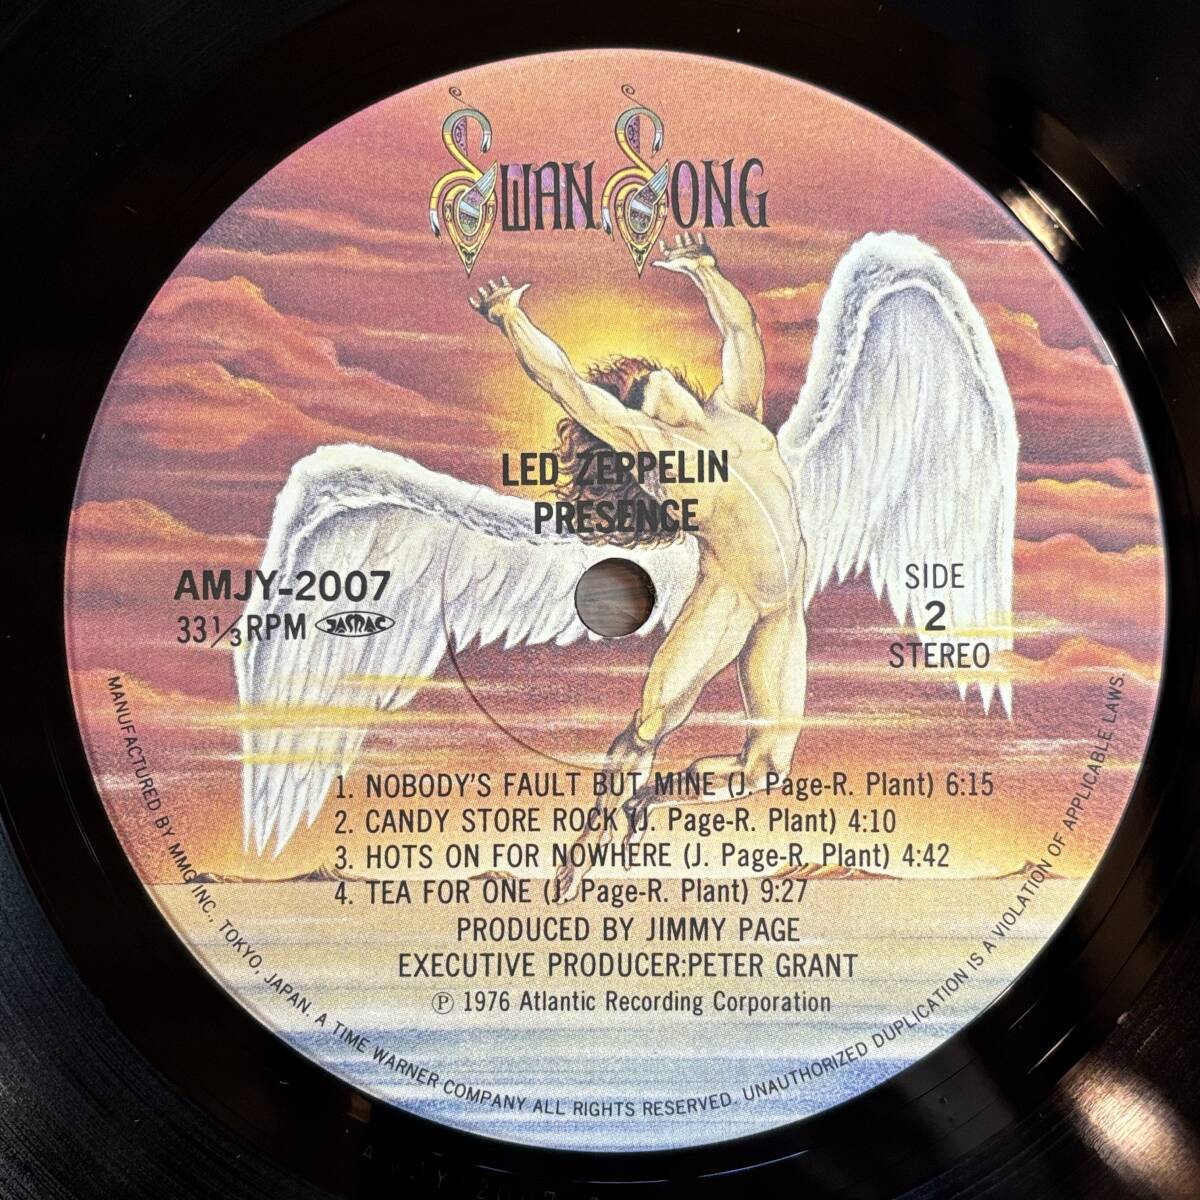 SWAN SONG
LED ZEPPELIN
PRESENCE
AMJY-2007
33 1/3 RPM JASRAC
SIDE
2
STEREO
1. NOBODY'S FAULT BUT MINE (J. Page-R. Plant) 6:15
2. CANDY STORE ROCK (J. Page-R. Plant) 4:10
3. HOTS ON FOR NOWHERE (J. Page-R. Plant) 4:42
4. TEA FOR ONE (J. Page-R. Plant) 9:27
PRODUCED BY JIMMY PAGE
EXECUTIVE PRODUCER:PETER GRANT
℗ 1976 Atlantic Recording Corporation
MANUFACTURED BY MMG INC., TOKYO, JAPAN. A TIME WARNER COMPANY ALL RIGHTS RESERVED. UNAUTHORIZED DUPLICATION IS A VIOLATION OF APPLICABLE LAWS.